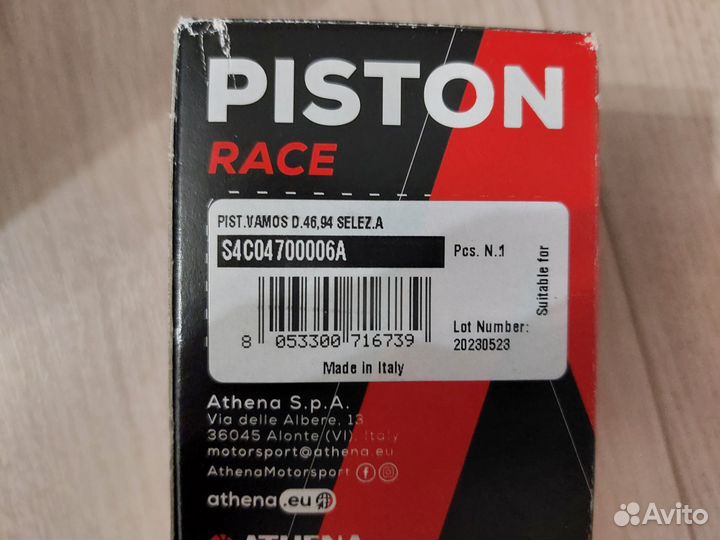 PISTON
RACE
PIST.VAMOS D.46,94 SELEZ.A
S4C04700006A
Pcs. N.1
Suitable for
8 053300 716739
Lot Number:
20230523
Made in Italy
Athena S.p.A.
Via delle Albere, 13
36045 Alonte (VI), Italy
motorsport@athena.eu
AthenaMotorsport
athena.eu
ATHENA
Avito